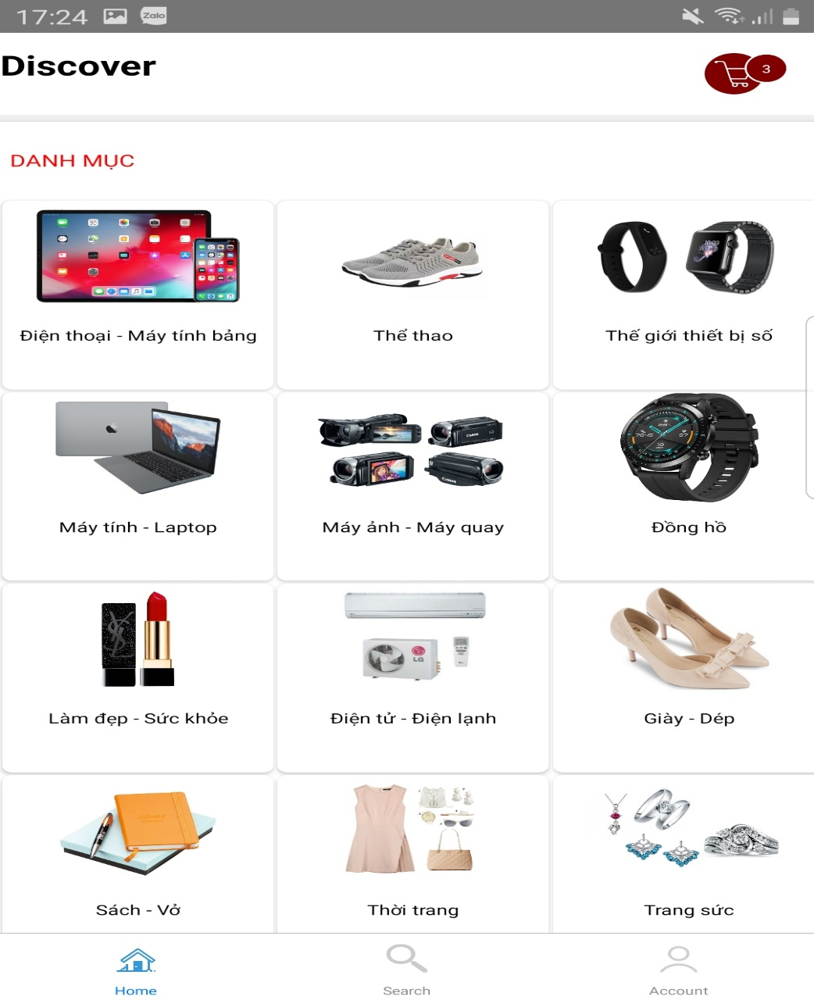 17:24
Zalo
Discover
3
DANH MỤC
Điện thoại - Máy tính bảng
Thể thao
Thế giới thiết bị số
Máy tính - Laptop
Máy ảnh - Máy quay
Đồng hồ
Làm đẹp - Sức khỏe
LG
Điện tử - Điện lạnh
Giày - Dép
Sách - Vở
Thời trang
Trang sức
Home
Search
Account